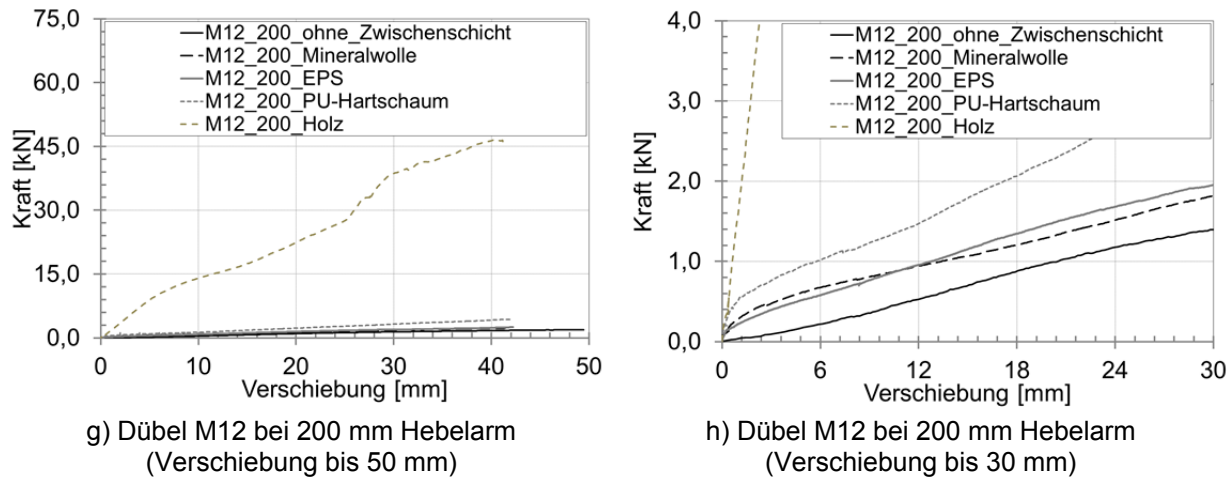 75,0
60,0
45,0
30,0
15,0
0,0
Kraft [kN]
M12_200_ohne_Zwischenschicht
M12_200_Mineralwolle
M12_200_EPS
M12_200_PU-Hartschaum
M12_200_Holz
0 10 20 30 40 50
Verschiebung [mm]
g) Dübel M12 bei 200 mm Hebelarm
(Verschiebung bis 50 mm)
4,0
3,0
2,0
1,0
0,0
Kraft [kN]
M12_200_ohne_Zwischenschicht
M12_200_Mineralwolle
M12_200_EPS
M12_200_PU-Hartschaum
M12_200_Holz
0 6 12 18 24 30
Verschiebung [mm]
h) Dübel M12 bei 200 mm Hebelarm
(Verschiebung bis 30 mm)